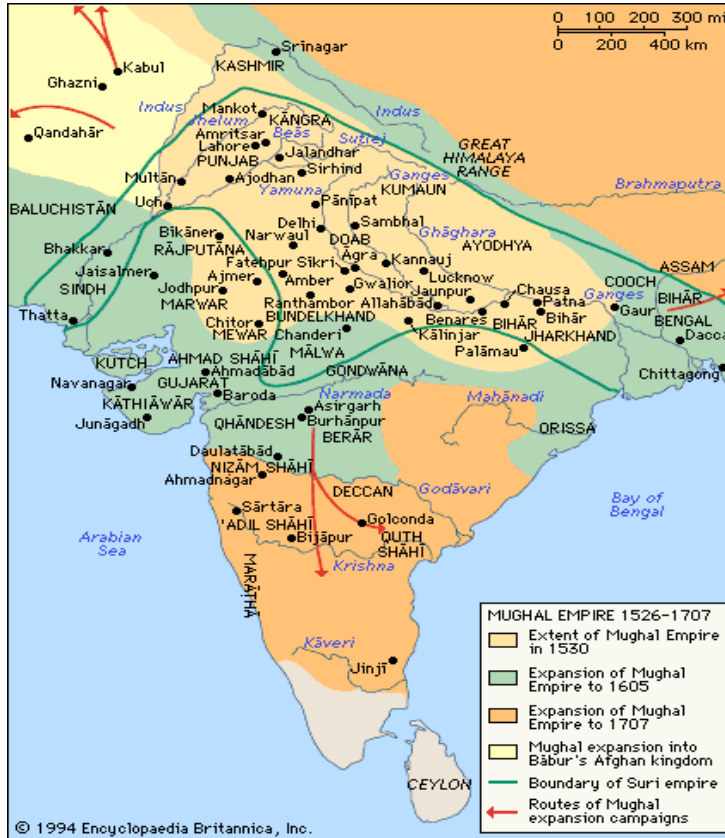 0 100 200 300 mi
0 200 400 km
Srīnagar
KASHMIR
Kabul
Ghazni
Indus
Qandahār
Mankot
KĀNGRA
Jhelum
Indus
Amritsar
Beās
Sutlej
Lahore
PUNJAB
Jalandhar
GREAT
HIMALAYA
RANGE
Multān
Ajodhan
Sirhind
Ganges
KUMAUN
Yamuna
Brahmaputra
Uch
Pānīpat
BALUCHISTĀN
Bikāner
Delhi
Sambhal
Ghāghara
RĀJPUTĀNA
Narwaul
DOAB
AYODHYA
Bhakkar
Fatehpur Sīkri
Āgra
Kannauj
ASSAM
Jaisalmer
Ajmer
Amber
Gwalior
Lucknow
Chausa
COOCH
BIHĀR
SINDH
Jodhpur
MARWAR
Ranthambor
Allahābād
Jaunpur
Patna
Ganges
Thatta
Chitor
MEWAR
BUNDELKHAND
Benares
BIHĀR
Bihār
Gaur
BENGAL
Chanderi
Kālinjar
JHARKHAND
Dacca
MĀLWA
Palāmau
KUTCH
AHMAD SHĀHĪ
Ahmadābād
GONDWĀNA
Chittagong
Navanagar
GUJARAT
Baroda
Narmada
Mahānadi
KĀTHIĀWĀR
Asirgarh
Junāgadh
QHĀNDESH
Burhānpur
BERĀR
ORISSA
Daulatābād
NIZĀM SHĀHĪ
Ahmadnagar
DECCAN
Godāvari
Bay of
Bengal
Sārtāra
Golconda
Arabian
Sea
'ADIL SHĀHĪ
Bijāpur
QUTH
SHĀHĪ
Krishna
MARĀṬHĀ
Kāveri
Jinjī
CEYLON
MUGHAL EMPIRE 1526-1707
Extent of Mughal Empire
in 1530
Expansion of Mughal
Empire to 1605
Expansion of Mughal
Empire to 1707
Mughal expansion into
Bābur's Afghan kingdom
Boundary of Suri empire
Routes of Mughal
expansion campaigns
© 1994 Encyclopaedia Britannica, Inc.